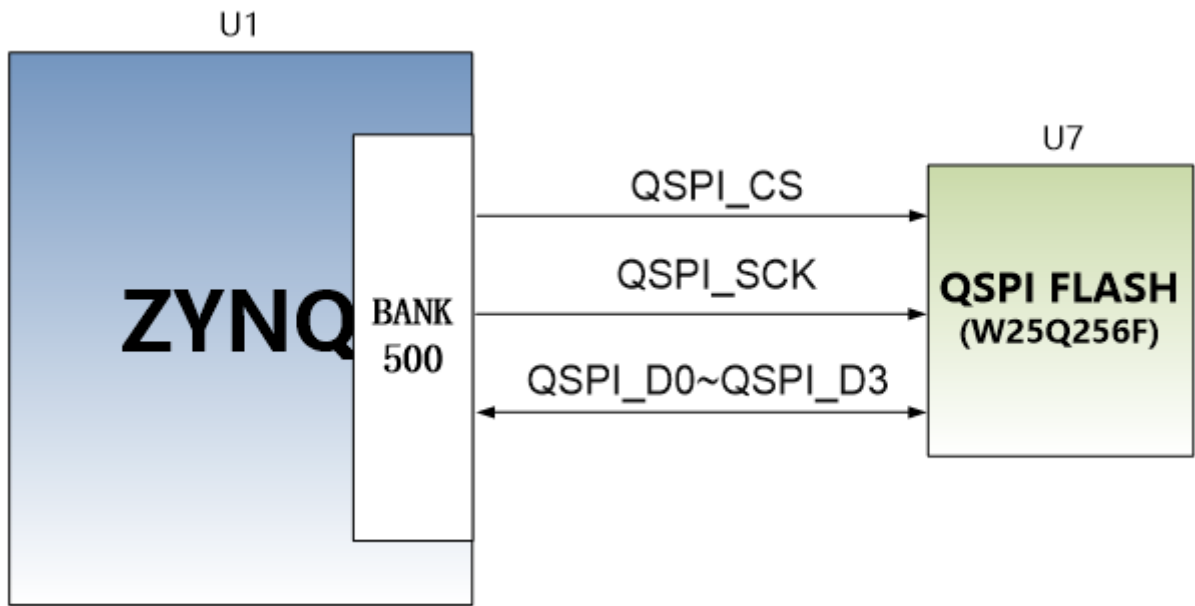 U1
U7
QSPI_CS
QSPI_SCK
QSPI_D0~QSPI_D3
ZYNQ
BANK
500
QSPI FLASH
(W25Q256F)